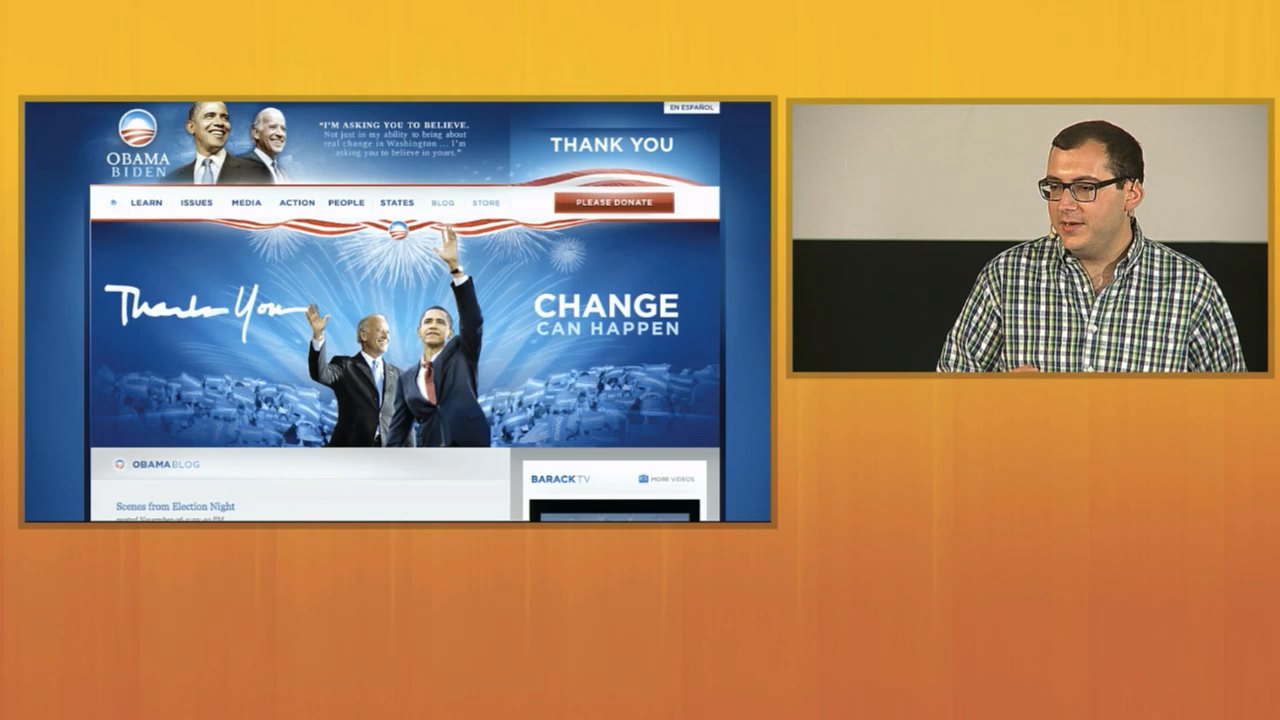 EN ESPAÑOL
OBAMA
BIDEN
"I'M ASKING YOU TO BELIEVE.
Not just in my ability to bring about
real change in Washington ... I'm
asking you to believe in yours."
THANK YOU
LEARN ISSUES MEDIA ACTION PEOPLE STATES BLOG STORE
PLEASE DONATE
Thank You
CHANGE
CAN HAPPEN
OBAMABLOG
BARACKTV
MORE VIDEOS
Scenes from Election Night